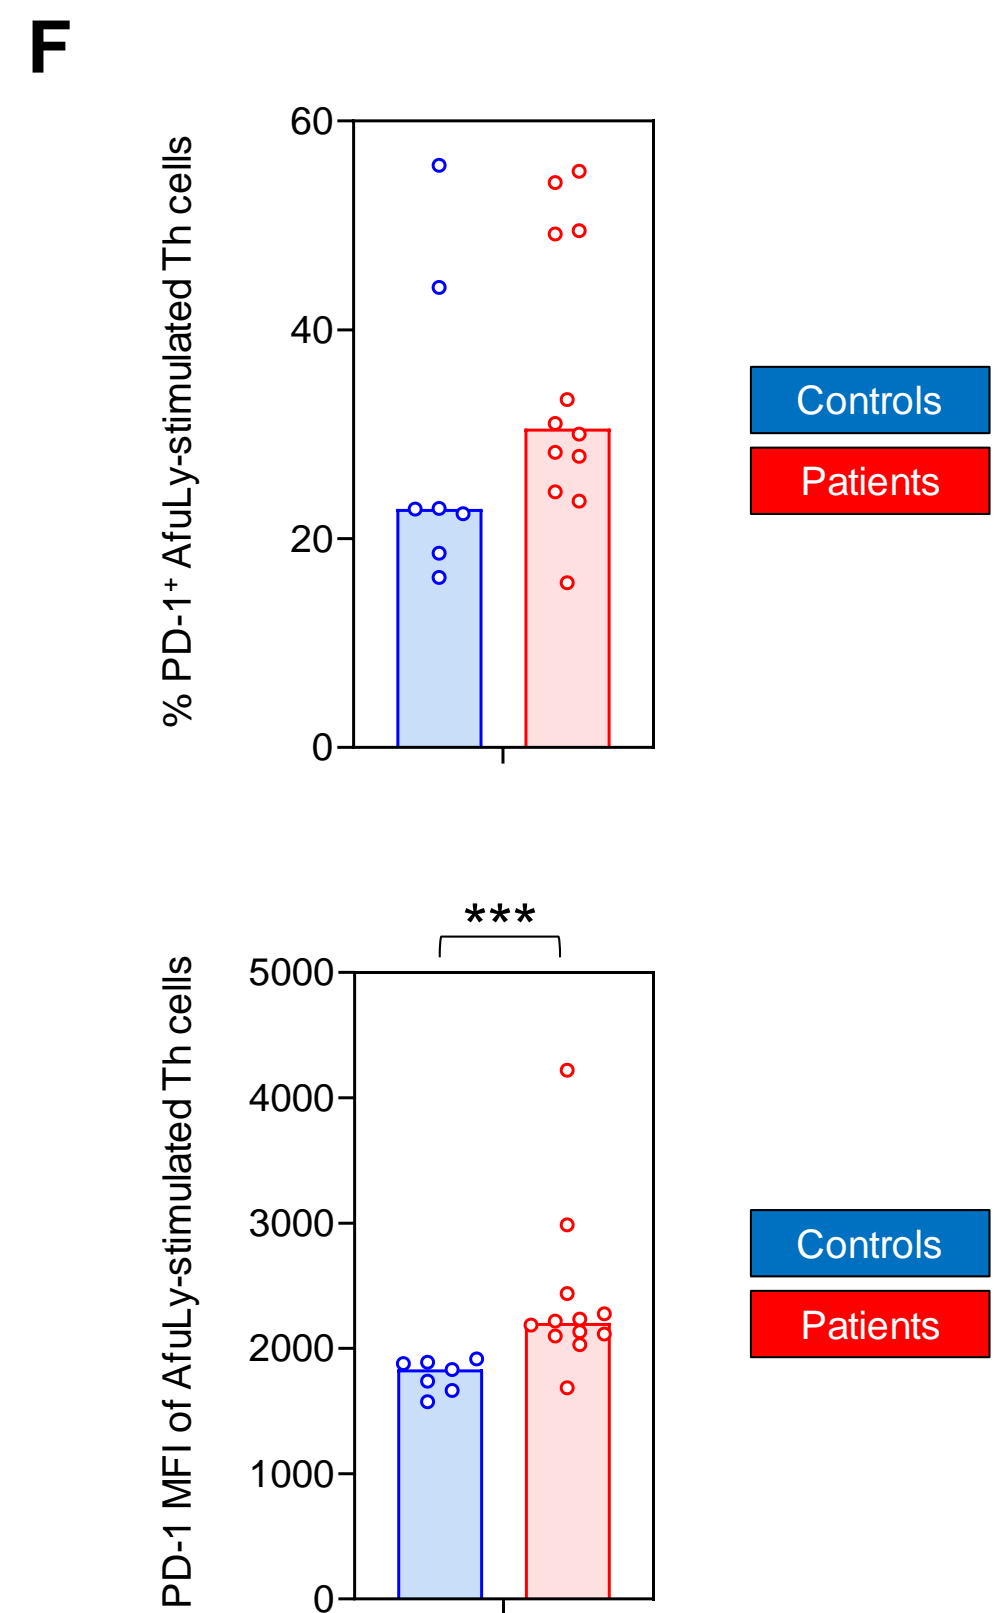 F
% PD-1⁺ AfuLy-stimulated Th cells
60
40
20
0
Controls
Patients
***
PD-1 MFI of AfuLy-stimulated Th cells
5000
4000
3000
2000
1000
0
Controls
Patients